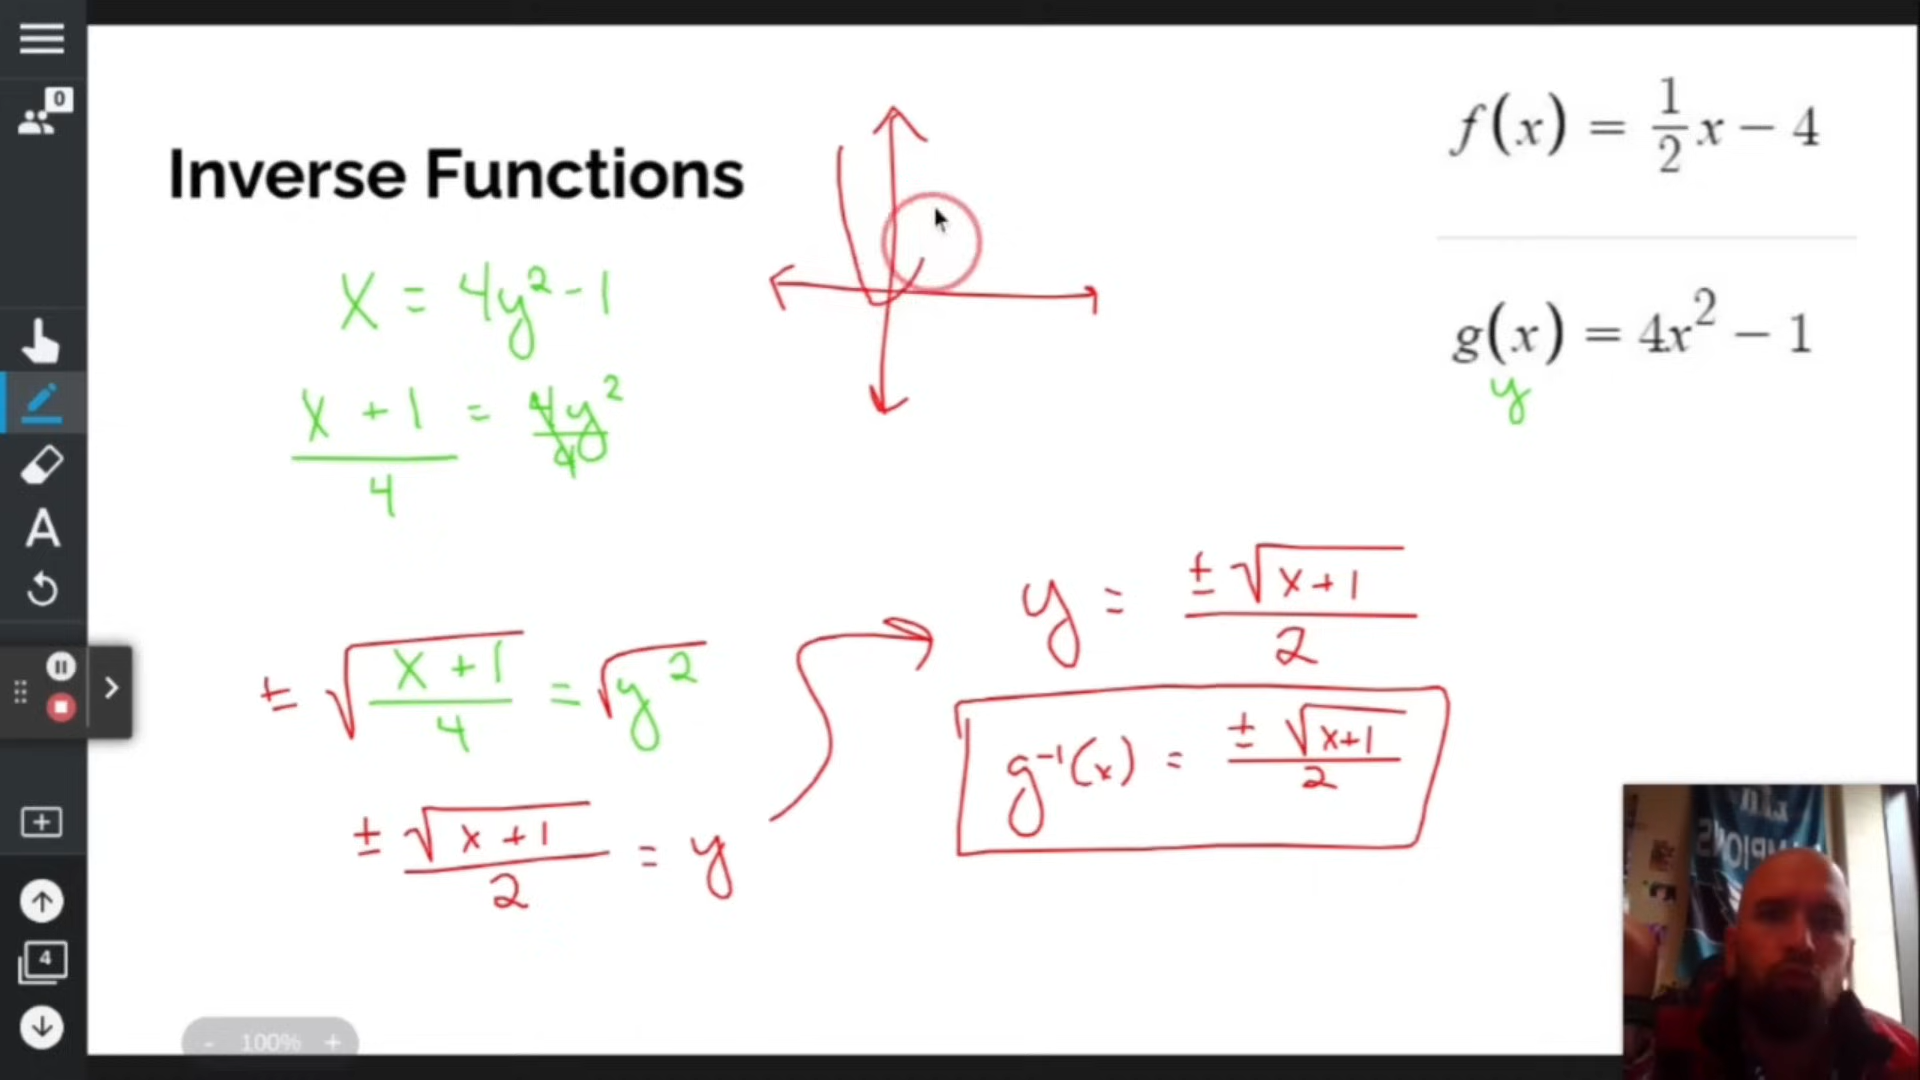 0
Inverse Functions
f(x) = 1/2 x − 4
x = 4y² - 1
g(x) = 4x² − 1
y
x + 1 / 4 = 4y² / 4
A
y = ± √x+1 / 2
± √(x + 1 / 4) = √y²
g⁻¹(x) = ± √x+1 / 2
± √x + 1 / 2 = y
4
- 100% +